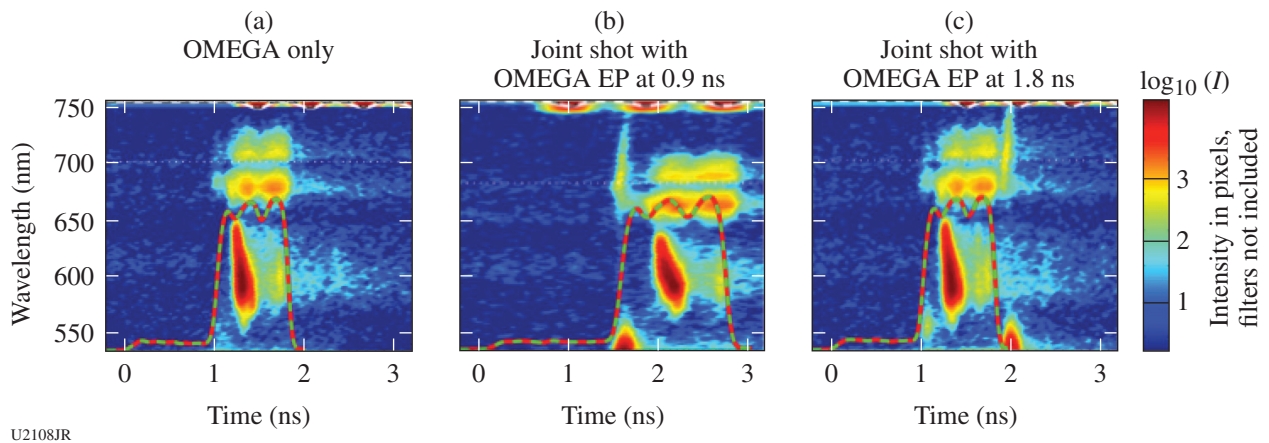 (a)
OMEGA only
(b)
Joint shot with
OMEGA EP at 0.9 ns
(c)
Joint shot with
OMEGA EP at 1.8 ns
log10 (I)
Wavelength (nm)
750
700
650
600
550
3
2
1
Intensity in pixels,
filters not included
0 1 2 3
0 1 2 3
0 1 2 3
Time (ns)
Time (ns)
Time (ns)
U2108JR